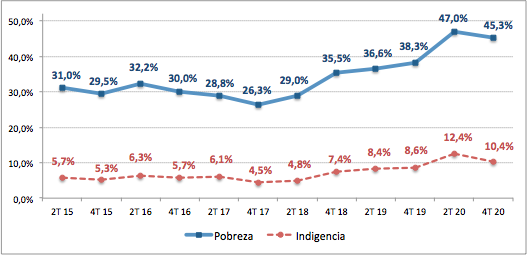 50,0%
40,0%
30,0%
20,0%
10,0%
0,0%
31,0% 29,5% 32,2% 30,0% 28,8% 26,3% 29,0% 35,5% 36,6% 38,3% 47,0% 45,3%
5,7% 5,3% 6,3% 5,7% 6,1% 4,5% 4,8% 7,4% 8,4% 8,6% 12,4% 10,4%
2T 15 4T 15 2T 16 4T 16 2T 17 4T 17 2T 18 4T 18 2T 19 4T 19 2T 20 4T 20
Pobreza Indigencia